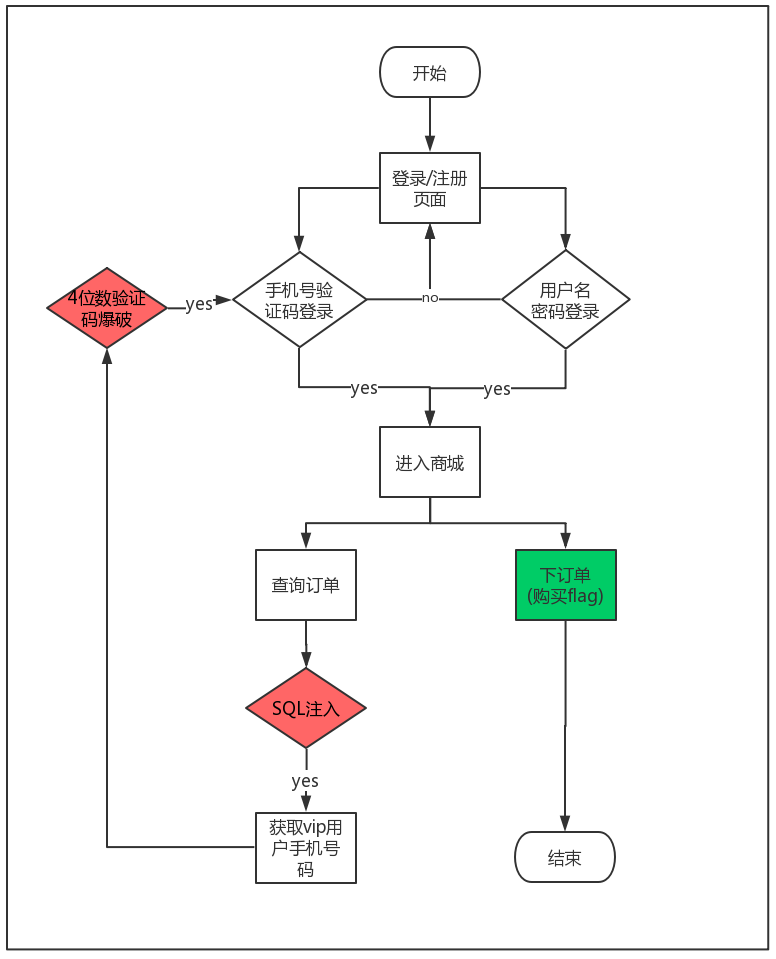 开始
登录/注册
页面
手机号验
证码登录
no
用户名
密码登录
4位数验证
码爆破
yes
yes
yes
进入商城
查询订单
下订单
(购买flag)
SQL注入
yes
获取vip用
户手机号
码
结束